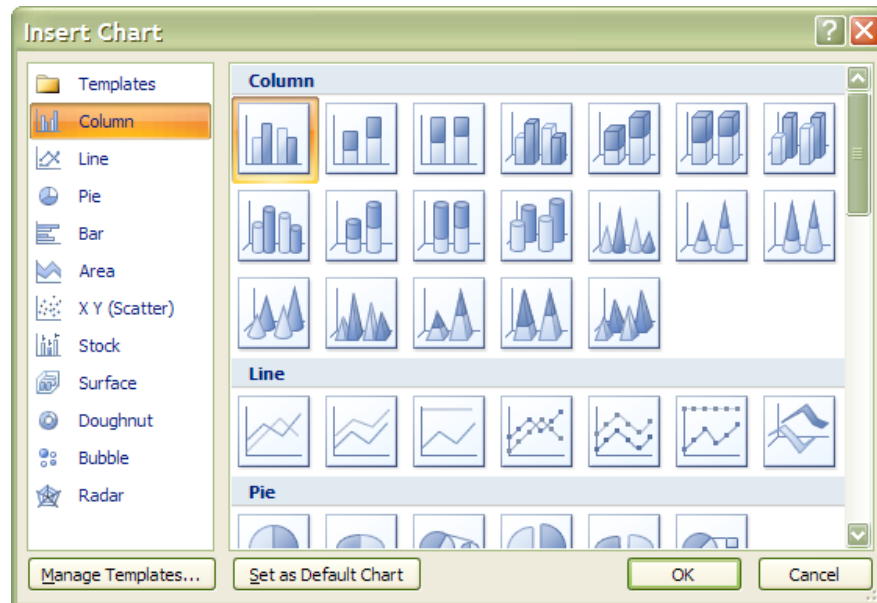 Insert Chart
Templates
Column
Line
Pie
Bar
Area
X Y (Scatter)
Stock
Surface
Doughnut
Bubble
Radar
Column
Line
Pie
Manage Templates...
Set as Default Chart
OK
Cancel